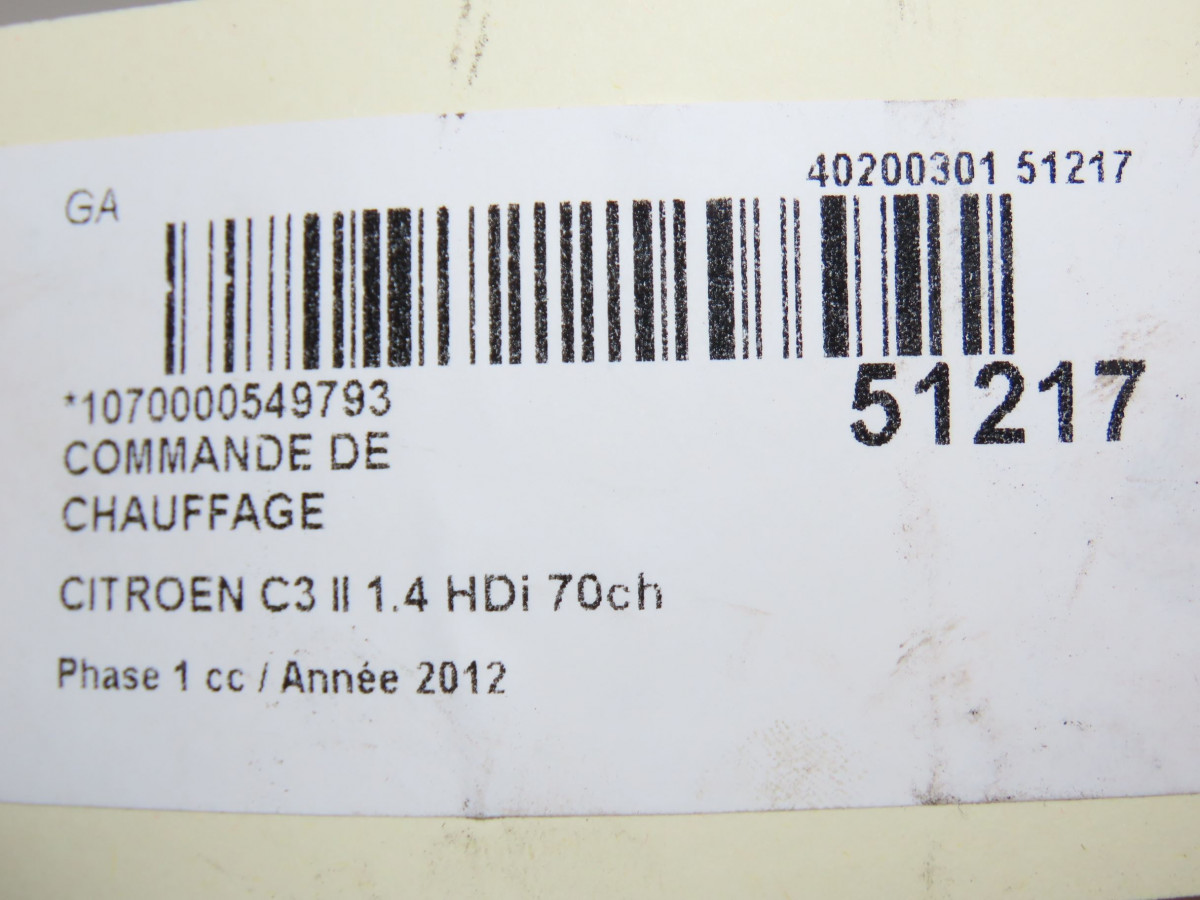 GA
40200301 51217
*1070000549793
51217
COMMANDE DE
CHAUFFAGE
CITROEN C3 II 1.4 HDi 70ch
Phase 1 cc / Année 2012